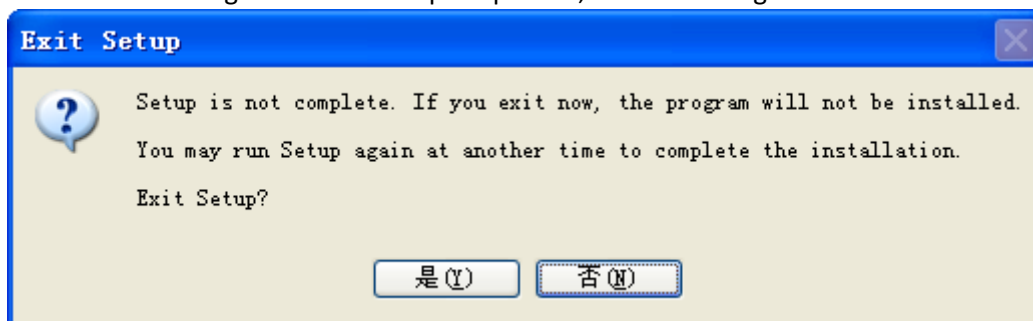 Exit Setup
Setup is not complete. If you exit now, the program will not be installed.
You may run Setup again at another time to complete the installation.
Exit Setup?
是(Y) 否(N)